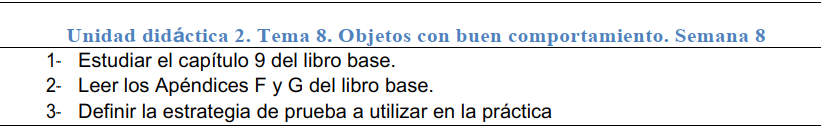 Unidad didáctica 2. Tema 8. Objetos con buen comportamiento. Semana 8
1- Estudiar el capítulo 9 del libro base.
2- Leer los Apéndices F y G del libro base.
3- Definir la estrategia de prueba a utilizar en la práctica